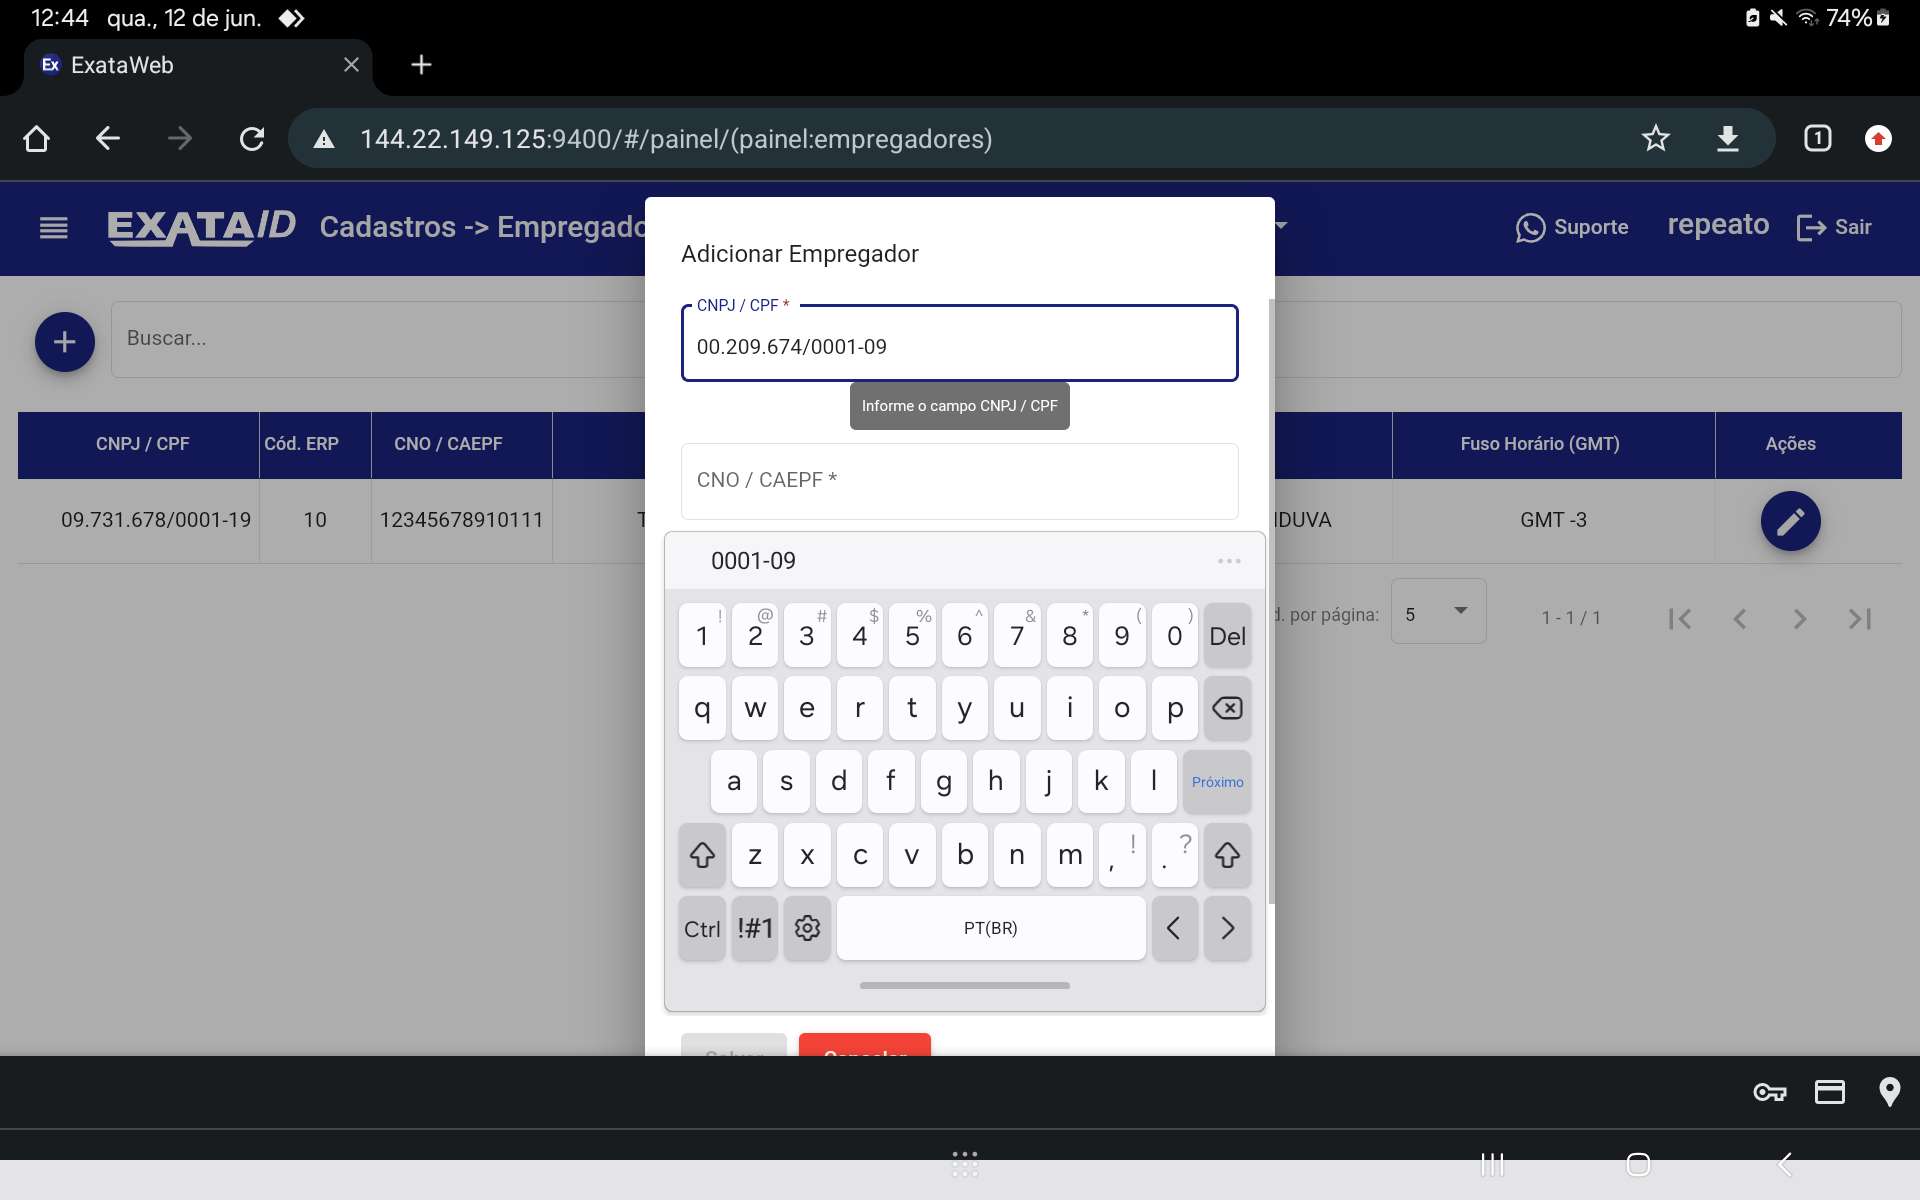 12:44 qua., 12 de jun.
74%
Ex ExataWeb
144.22.149.125:9400/#/painel/(painel:empregadores)
1
EXATA ID Cadastros -> Empregado
Suporte repeato Sair
Adicionar Empregador
CNPJ / CPF *
00.209.674/0001-09
Informe o campo CNPJ / CPF
CNO / CAEPF *
Buscar...
CNPJ / CPF Cód. ERP CNO / CAEPF Fuso Horário (GMT) Ações
09.731.678/0001-19 10 12345678910111 T IDUVA GMT -3
d. por página: 5 1 - 1 / 1
0001-09
! @ # $ % ^ & * ( )
1 2 3 4 5 6 7 8 9 0 Del
q w e r t y u i o p
a s d f g h j k l Próximo
z x c v b n m , ! . ?
Ctrl !#1 PT(BR)
Salvar Cancelar